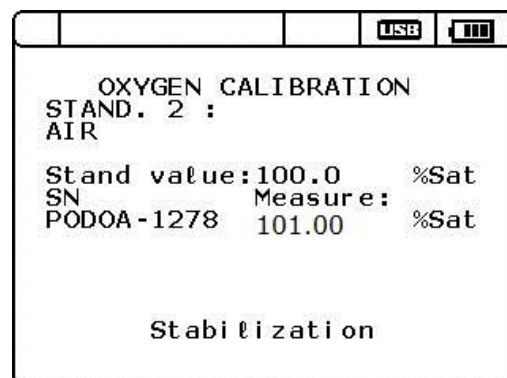 USB
OXYGEN CALIBRATION
STAND. 2 :
AIR
Stand value:100.0 %Sat
SN Measure:
PODOA-1278 101.00 %Sat
Stabilization